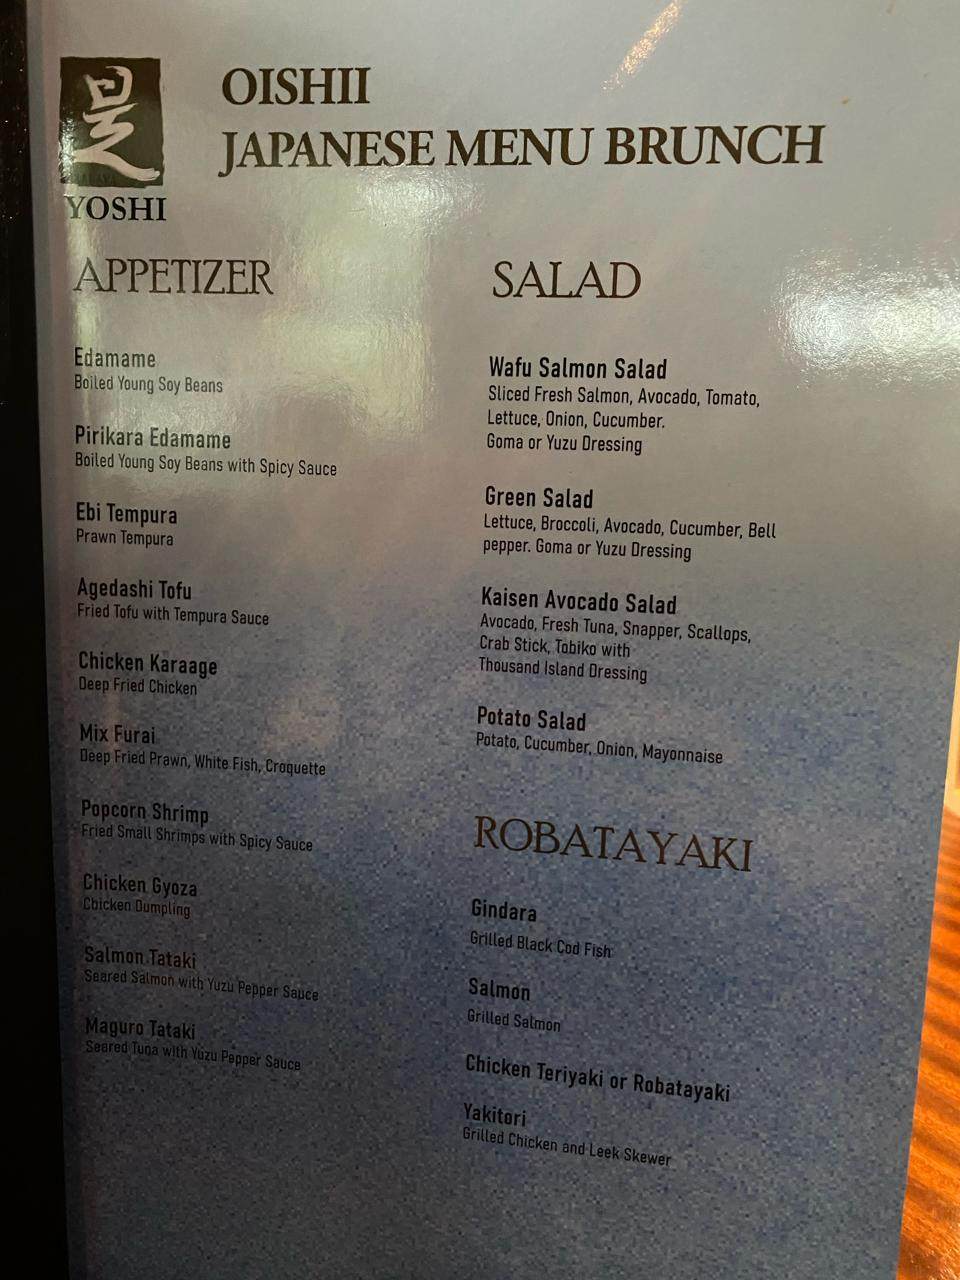 YOSHI
OISHII
JAPANESE MENU BRUNCH
APPETIZER
Edamame
Boiled Young Soy Beans
Pirikara Edamame
Boiled Young Soy Beans with Spicy Sauce
Ebi Tempura
Prawn Tempura
Agedashi Tofu
Fried Tofu with Tempura Sauce
Chicken Karaage
Deep Fried Chicken
Mix Furai
Deep Fried Prawn, White Fish, Croquette
Popcorn Shrimp
Fried Small Shrimps with Spicy Sauce
Chicken Gyoza
Chicken Dumpling
Salmon Tataki
Seared Salmon with Yuzu Pepper Sauce
Maguro Tataki
Seared Tuna with Yuzu Pepper Sauce
SALAD
Wafu Salmon Salad
Sliced Fresh Salmon, Avocado, Tomato,
Lettuce, Onion, Cucumber.
Goma or Yuzu Dressing
Green Salad
Lettuce, Broccoli, Avocado, Cucumber, Bell
pepper. Goma or Yuzu Dressing
Kaisen Avocado Salad
Avocado, Fresh Tuna, Snapper, Scallops,
Crab Stick, Tobiko with
Thousand Island Dressing
Potato Salad
Potato, Cucumber, Onion, Mayonnaise
ROBATAYAKI
Gindara
Grilled Black Cod Fish
Salmon
Grilled Salmon
Chicken Teriyaki or Robatayaki
Yakitori
Grilled Chicken and Leek Skewer